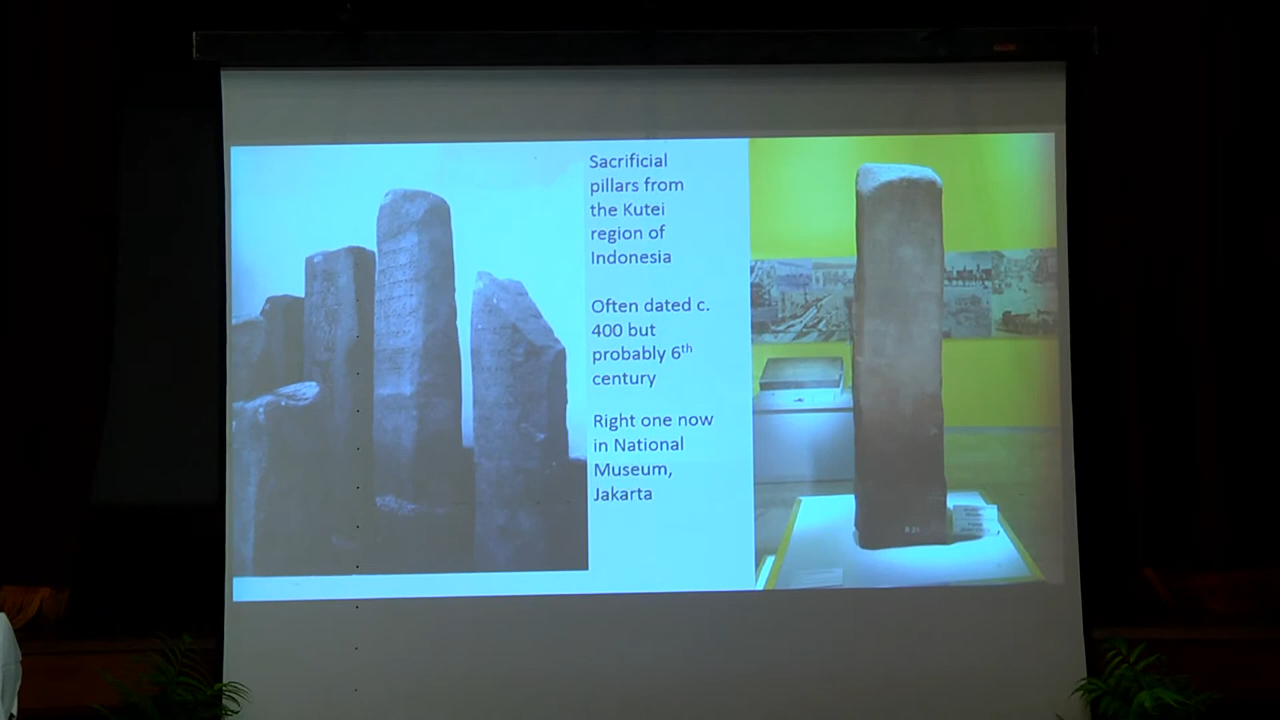 Sacrificial
pillars from
the Kutei
region of
Indonesia
Often dated c.
400 but
probably 6th
century
Right one now
in National
Museum,
Jakarta